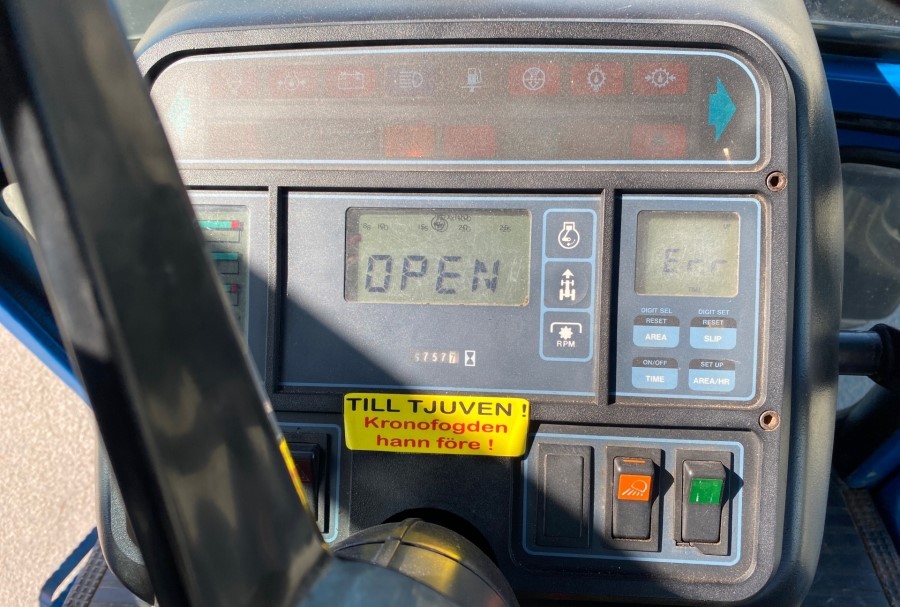 OPEN
Err
RPM
DIGIT SEL
DIGIT SET
RESET
AREA
RESET
SLIP
ON/OFF
TIME
SET UP
AREA/HR
TILL TJUVEN !
Kronofogden
hann före !